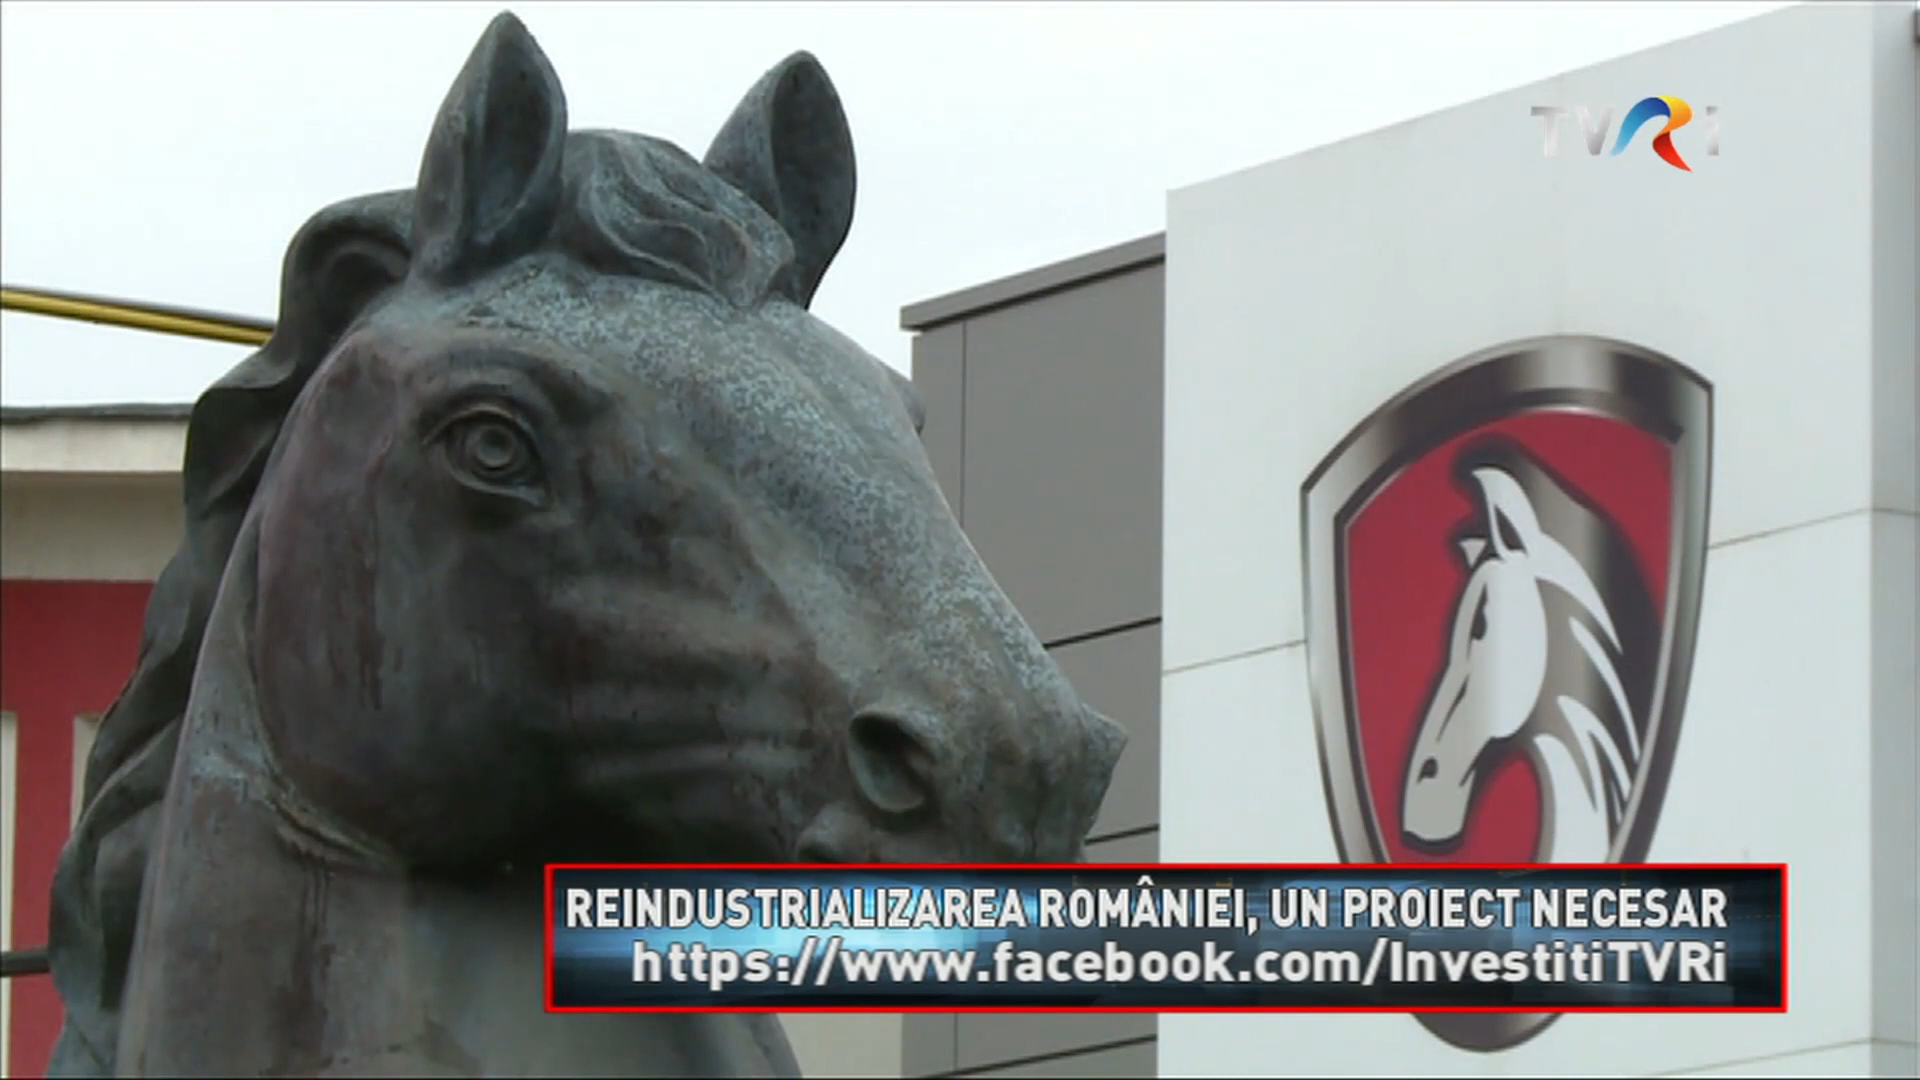 TVRi
REINDUSTRIALIZAREA ROMÂNIEI, UN PROIECT NECESAR
https://www.facebook.com/InvestitiTVRi